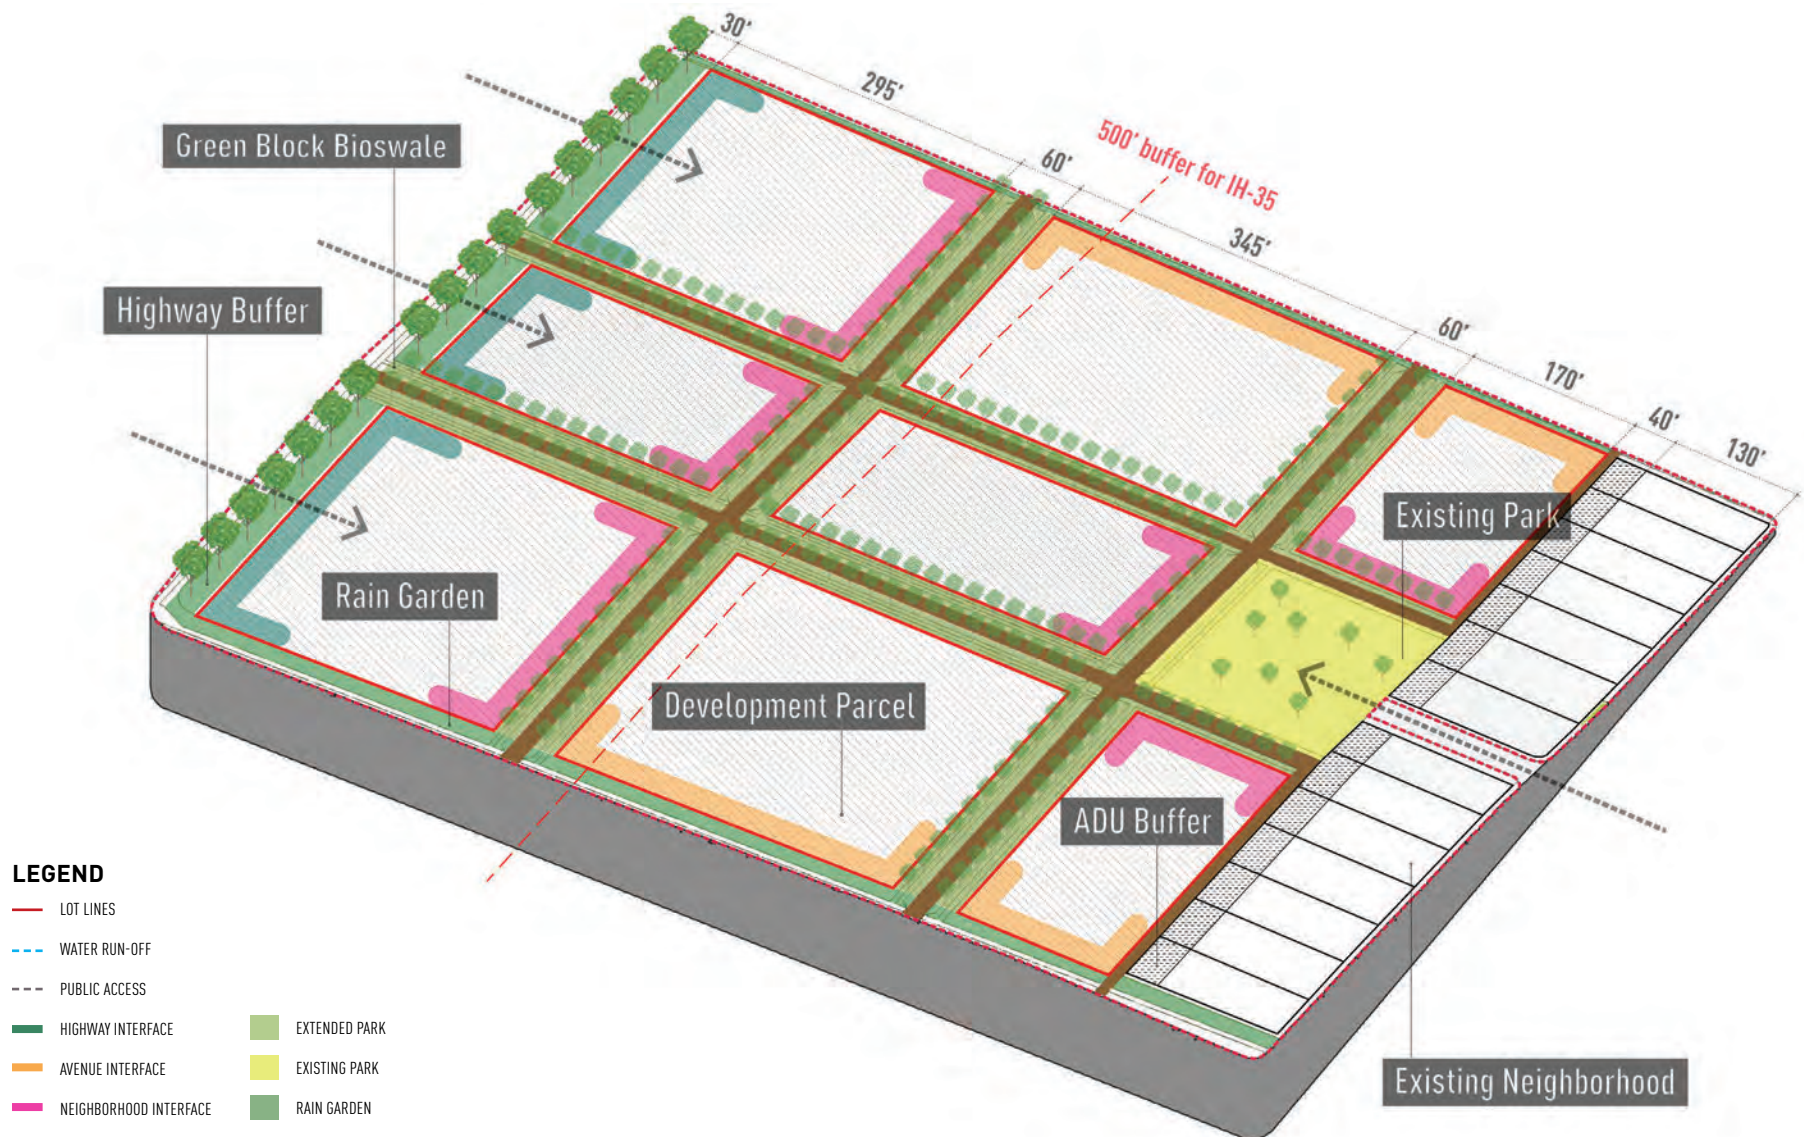 30'
295'
60'
500' buffer for IH-35
345'
60'
170'
40'
130'
Green Block Bioswale
Highway Buffer
Existing Park
Rain Garden
Development Parcel
ADU Buffer
Existing Neighborhood
LEGEND
LOT LINES
WATER RUN-OFF
PUBLIC ACCESS
HIGHWAY INTERFACE
AVENUE INTERFACE
NEIGHBORHOOD INTERFACE
EXTENDED PARK
EXISTING PARK
RAIN GARDEN